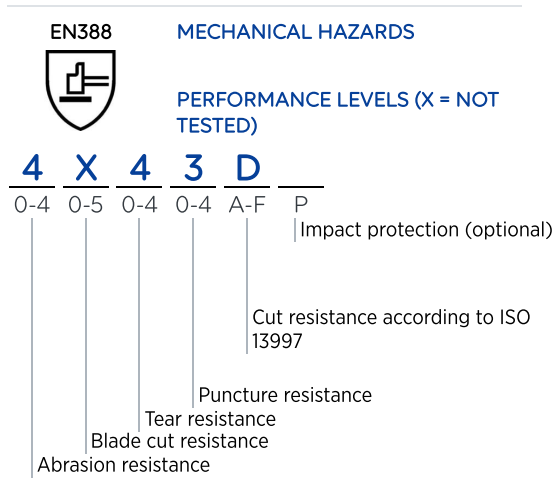 EN388
MECHANICAL HAZARDS
PERFORMANCE LEVELS (X = NOT
TESTED)
4 X 4 3 D
0-4 0-5 0-4 0-4 A-F P
Impact protection (optional)
Cut resistance according to ISO
13997
Puncture resistance
Tear resistance
Blade cut resistance
Abrasion resistance